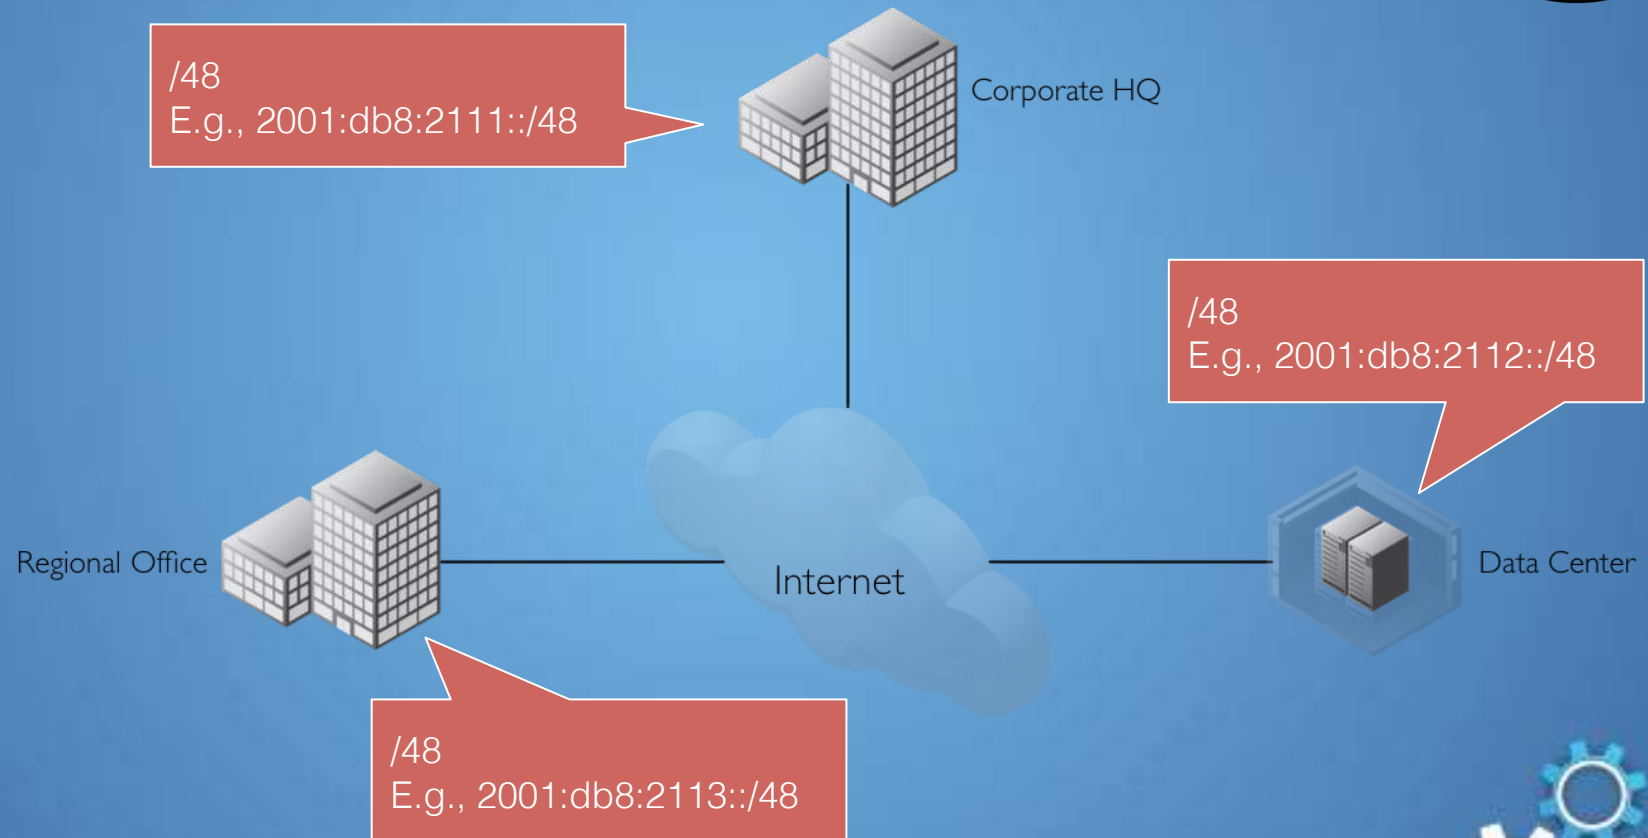 /48
E.g., 2001:db8:2111::/48
Corporate HQ
/48
E.g., 2001:db8:2112::/48
Regional Office
Internet
Data Center
/48
E.g., 2001:db8:2113::/48